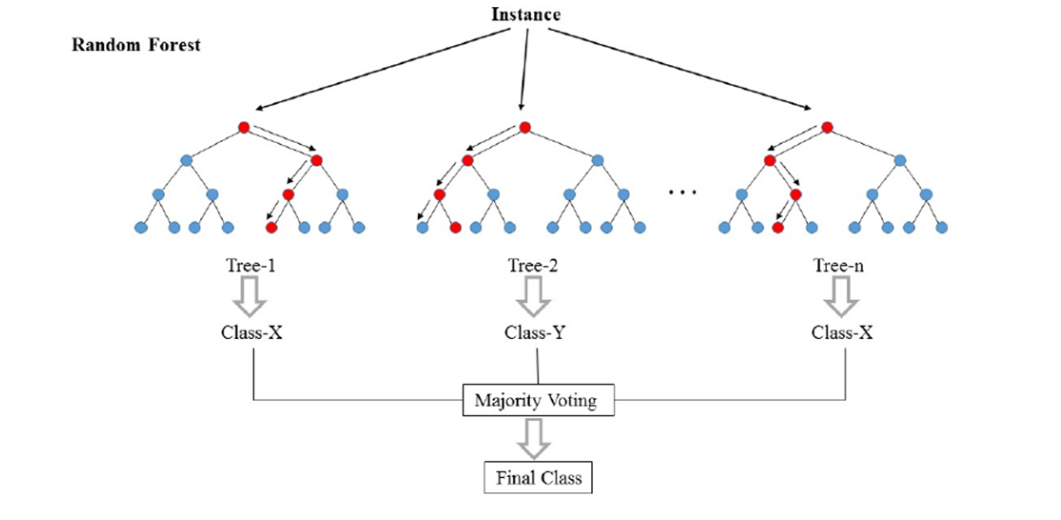 Instance
Random Forest
...
Tree-1
Tree-2
Tree-n
Class-X
Class-Y
Class-X
Majority Voting
Final Class